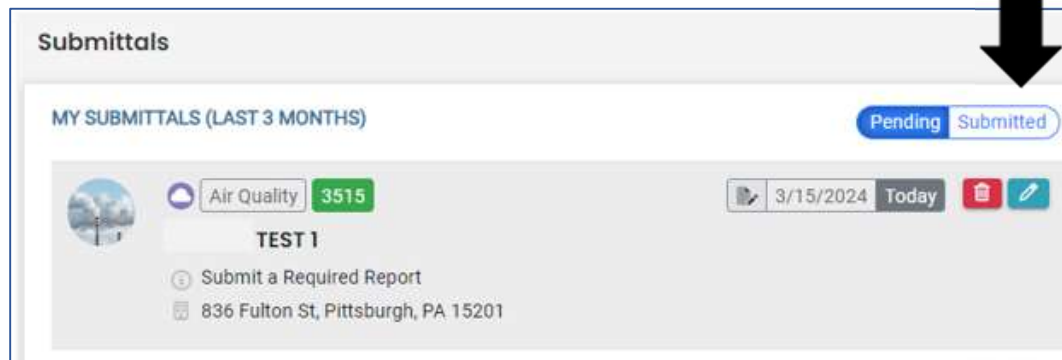 Submittals
MY SUBMITTALS (LAST 3 MONTHS)
Pending Submitted
Air Quality 3515
3/15/2024 Today
TEST 1
Submit a Required Report
836 Fulton St, Pittsburgh, PA 15201